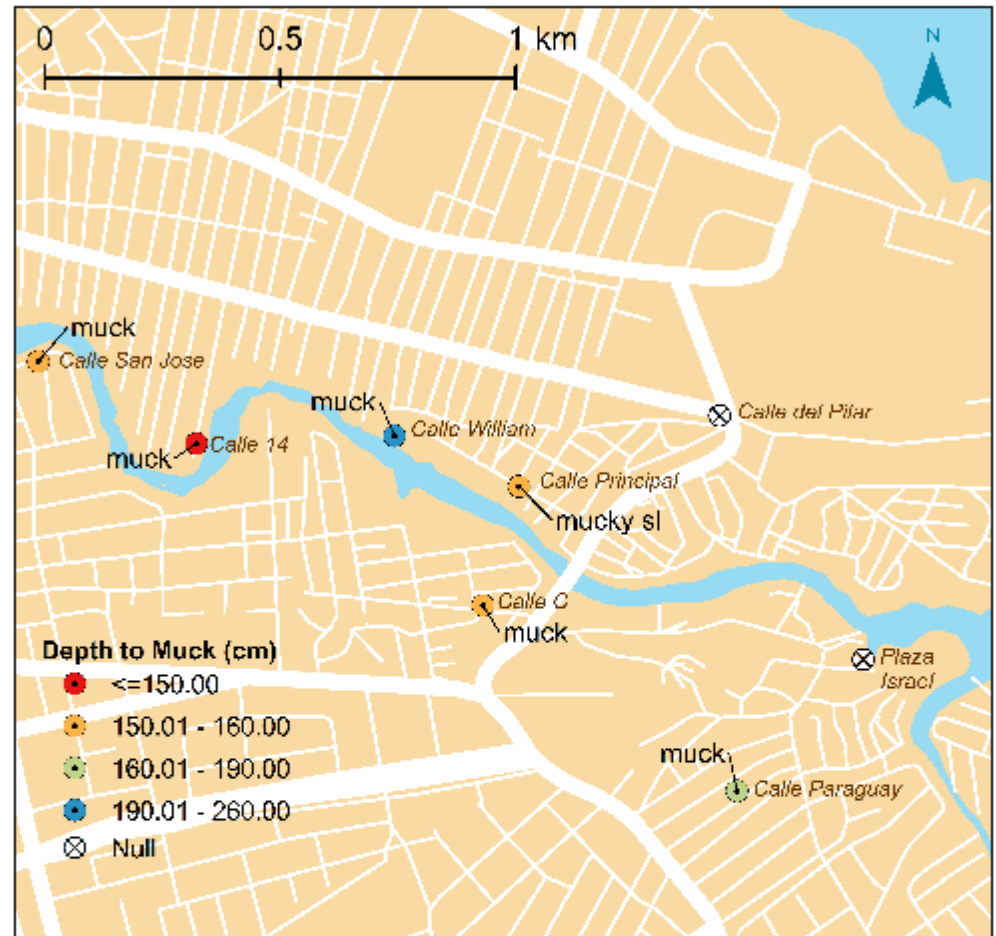 0 0.5 1 km
N
muck
Calle San Jose
muck
Calle William
Calle del Pilar
muck
Calle 14
Calle Principal
mucky sl
Calle C
muck
Plaza
Israel
Depth to Muck (cm)
<=150.00
150.01 - 160.00
160.01 - 190.00
190.01 - 260.00
Null
muck
Calle Paraguay